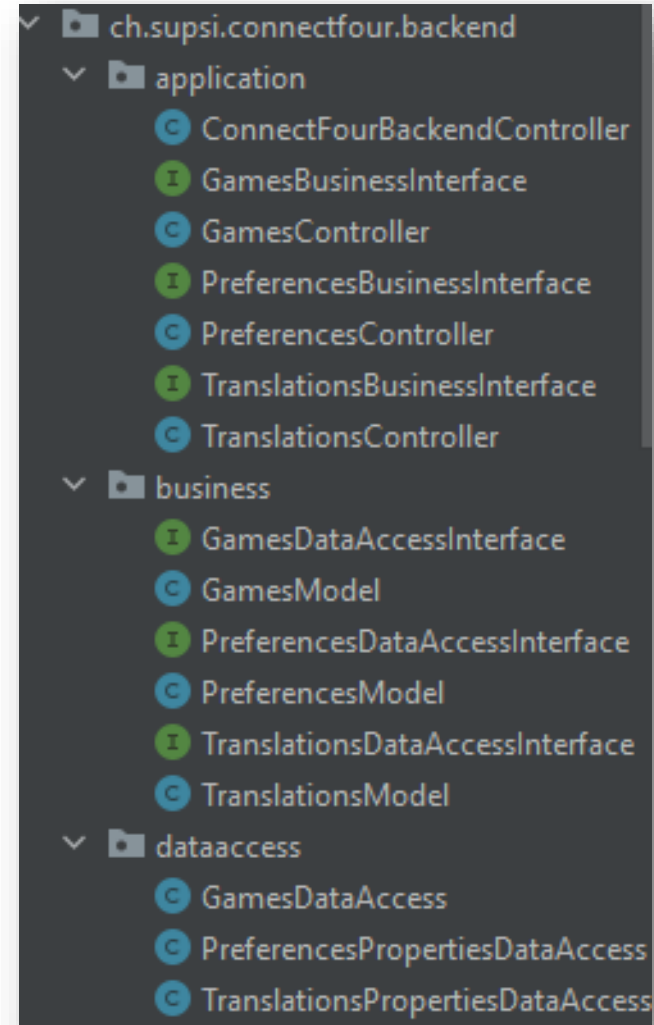 ch.supsi.connectfour.backend
application
C ConnectFourBackendController
I GamesBusinessInterface
C GamesController
I PreferencesBusinessInterface
C PreferencesController
I TranslationsBusinessInterface
C TranslationsController
business
I GamesDataAccessInterface
C GamesModel
I PreferencesDataAccessInterface
C PreferencesModel
I TranslationsDataAccessInterface
C TranslationsModel
dataaccess
C GamesDataAccess
C PreferencesPropertiesDataAccess
C TranslationsPropertiesDataAccess